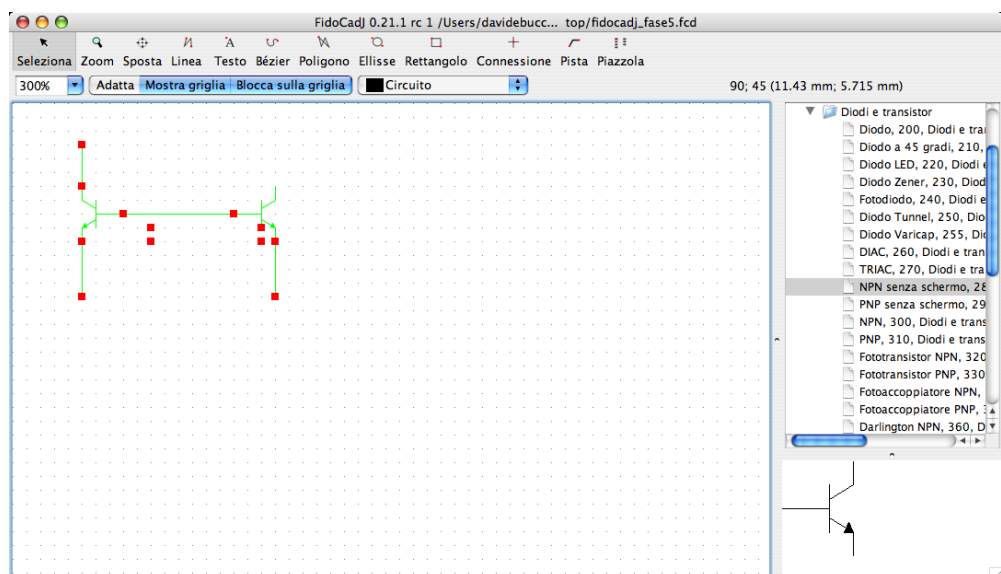 FidoCadJ 0.21.1 rc 1 /Users/davidebucc... top/fidocadj_fase5.fcd
Seleziona Zoom Sposta Linea Testo Bézier Poligono Ellisse Rettangolo Connessione Pista Piazzola
300% Adatta Mostra griglia Blocca sulla griglia Circuito 90; 45 (11.43 mm; 5.715 mm)
Diodi e transistor
Diodo, 200, Diodi e tra
Diodo a 45 gradi, 210,
Diodo LED, 220, Diodi e
Diodo Zener, 230, Diod
Fotodiodo, 240, Diodi e
Diodo Tunnel, 250, Dio
Diodo Varicap, 255, Dio
DIAC, 260, Diodi e tran
TRIAC, 270, Diodi e tra
NPN senza schermo, 28
PNP senza schermo, 29
NPN, 300, Diodi e trans
PNP, 310, Diodi e trans
Fototransistor NPN, 320
Fototransistor PNP, 330
Fotoaccoppiatore NPN,
Fotoaccoppiatore PNP,
Darlington NPN, 360, D